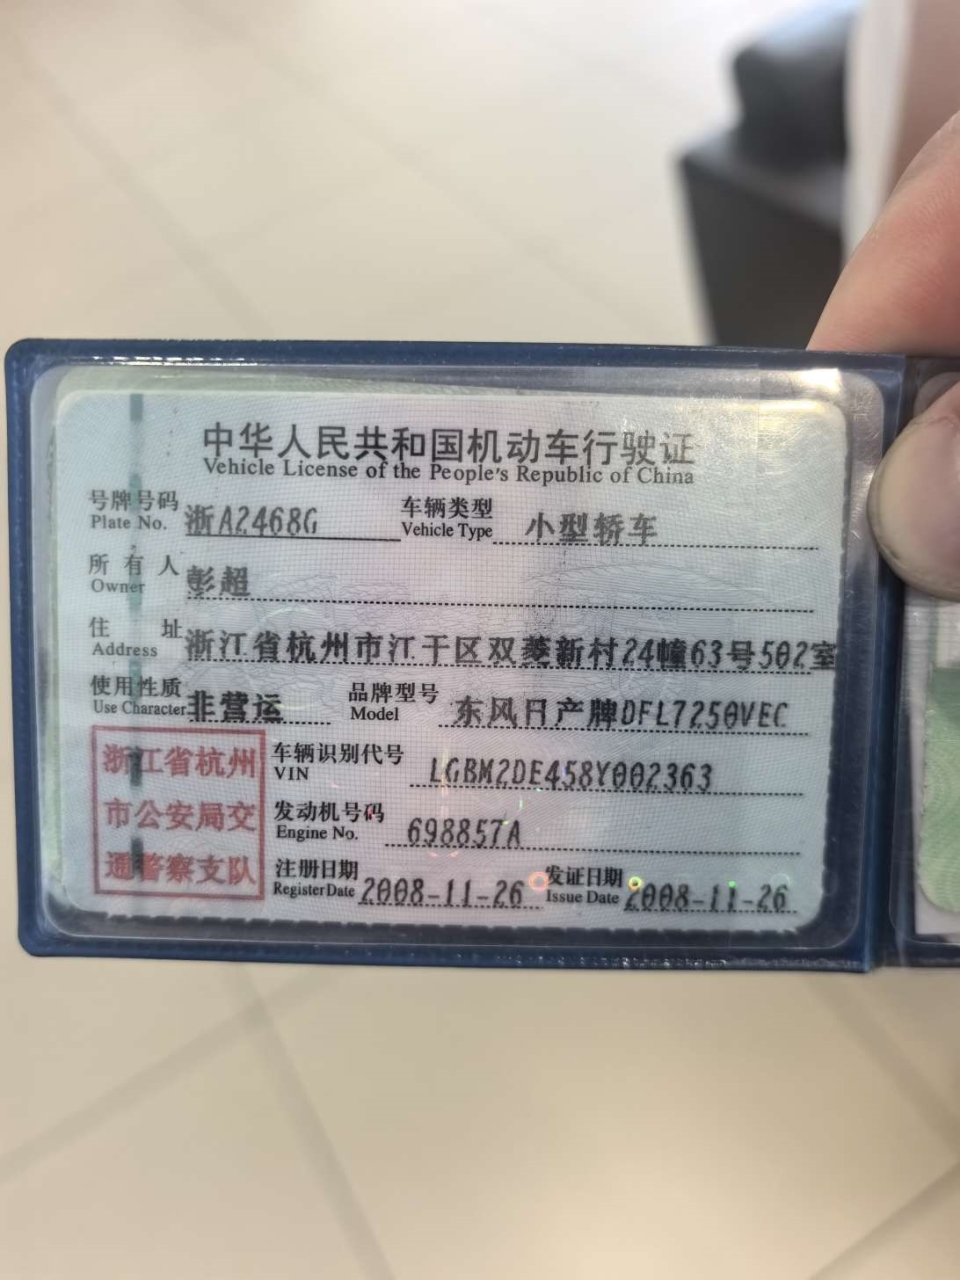 中华人民共和国机动车行驶证
Vehicle License of the People's Republic of China
号牌号码 浙A2468G 车辆类型 小型轿车
Plate No. Vehicle Type
所有人 彭超
Owner
住址 浙江省杭州市江干区双菱新村24幢63号502室
Address
使用性质 非营运 品牌型号 东风日产牌DFL7250VEC
Use Character Model
车辆识别代号 LGBM2DE458Y002363
VIN
发动机号码 698857A
Engine No.
注册日期 2008-11-26 发证日期 2008-11-26
Register Date Issue Date
浙江省杭州
市公安局交
通警察支队